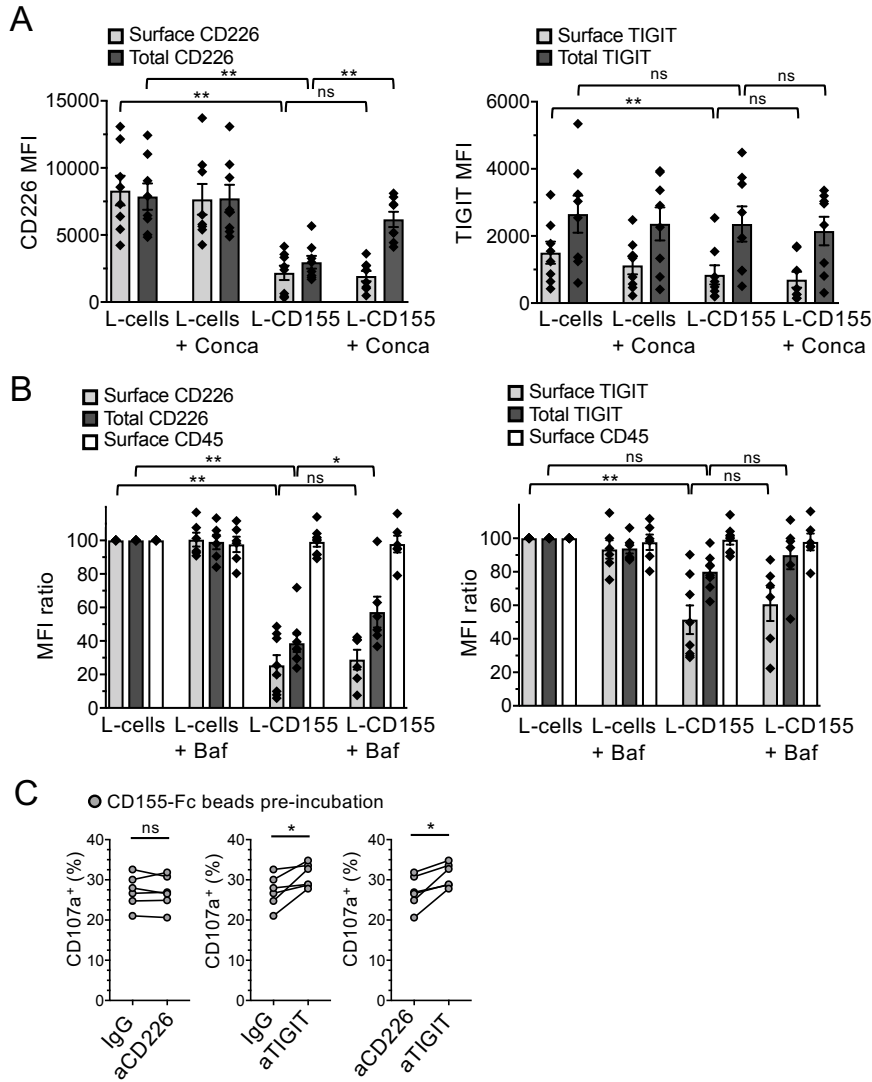 A
Surface CD226
Total CD226
** **
** ns
15000
10000
5000
0
CD226 MFI
L-cells L-cells + Conca L-CD155 L-CD155 + Conca
Surface TIGIT
Total TIGIT
ns ns
** ns
6000
4000
2000
0
TIGIT MFI
L-cells L-cells + Conca L-CD155 L-CD155 + Conca
B
Surface CD226
Total CD226
Surface CD45
** *
** ns
100
80
60
40
20
0
MFI ratio
L-cells L-cells + Baf L-CD155 L-CD155 + Baf
Surface TIGIT
Total TIGIT
Surface CD45
ns ns
** ns
100
80
60
40
20
0
MFI ratio
L-cells L-cells + Baf L-CD155 L-CD155 + Baf
C
CD155-Fc beads pre-incubation
ns
40
30
20
10
0
CD107a+ (%)
IgG
aCD226
*
40
30
20
10
0
CD107a+ (%)
IgG
aTIGIT
*
40
30
20
10
0
CD107a+ (%)
aCD226
aTIGIT